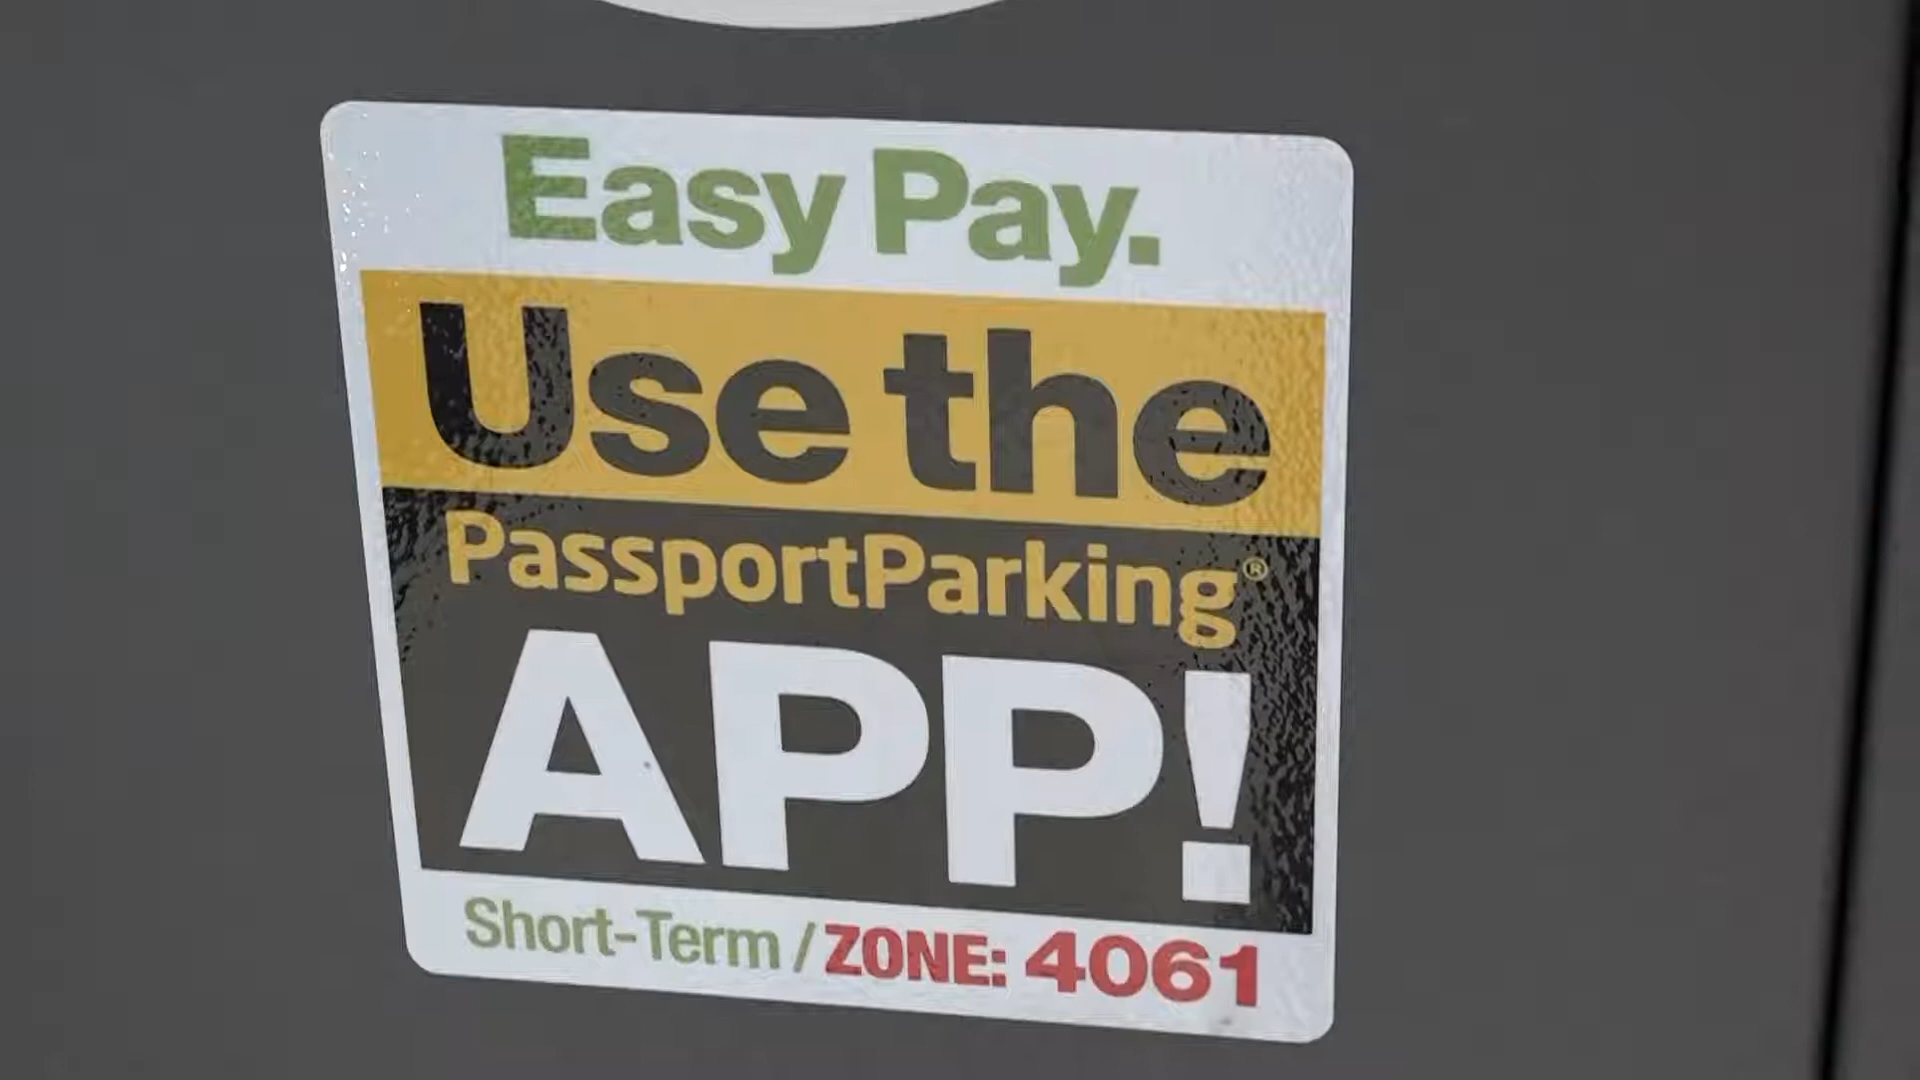 Easy Pay.
Use the
PassportParking®
APP!
Short-Term / ZONE: 4061